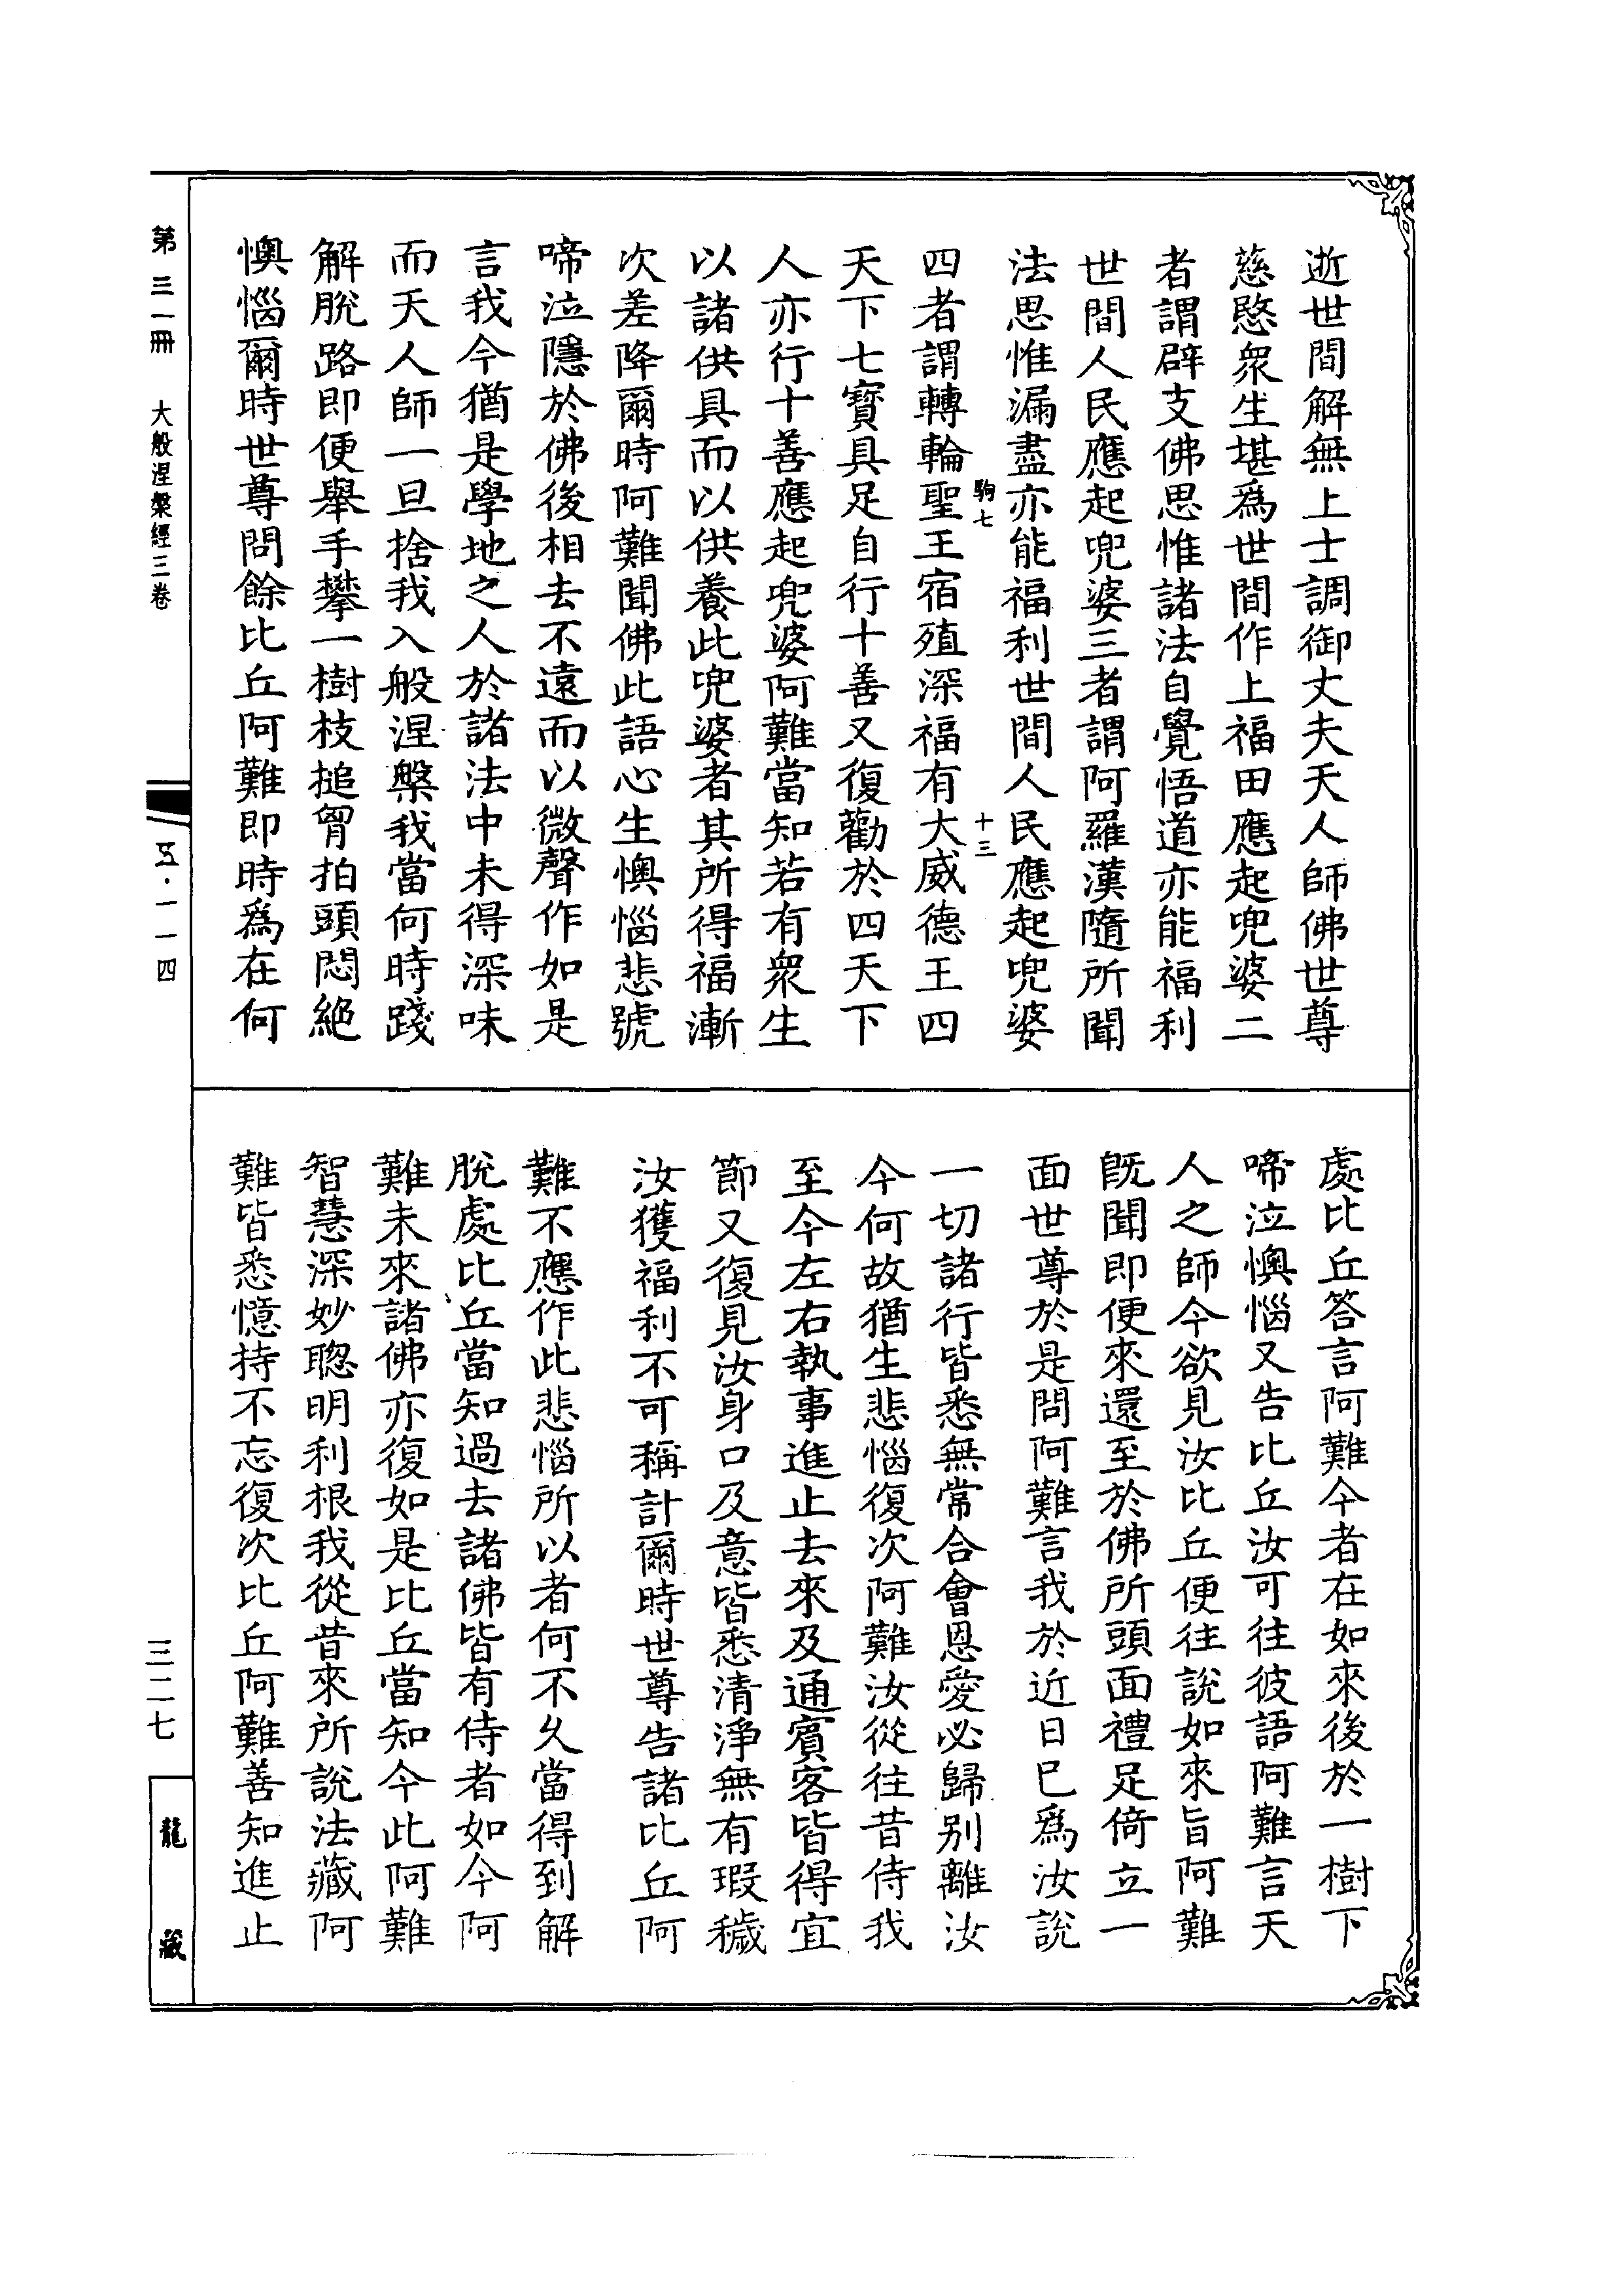 逝世間解無上士調御丈夫天人師佛世尊
慈愍衆生堪爲世間作上福田應起兜婆二
者謂辟支佛思惟諸法自覺悟道亦能福利
世間人民應起兜婆三者謂阿羅漢隨所聞
法思惟漏盡亦能福利世間人民應起兜婆
駒七
十三
四者謂轉輪聖王宿殖深福有大威德王四
天下七寳具足自行十善又復勸於四天下
人亦行十善應起兜婆阿難當知若有衆生
以諸供具而以供養此兜婆者其所得福漸
次差降爾時阿難聞佛此語心生懊惱悲號
啼泣隱於佛後相去不遠而以微聲作如是
言我今猶是學地之人於諸法中未得深味
而天人師一旦捨我入般涅槃我當何時踐
解脫路即便舉手攀一樹枝搥胷拍頭悶絕
懊惱爾時世尊問餘比丘阿難即時爲在何
處比丘答言阿難今者在如來後於一樹下
啼泣懊惱又告比丘汝可往彼語阿難言天
人之師今欲見汝比丘便往說如來旨阿難
旣聞即便來還至於佛所頭面禮足倚立一
面世尊於是問阿難言我於近日已爲汝說
一切諸行皆悉無常合會恩愛必歸別離汝
今何故猶生悲惱復次阿難汝從往昔侍我
至今左右執事進止去來及通賓客皆得宜
節又復見汝身口及意皆悉清淨無有瑕穢
汝獲福利不可稱計爾時世尊告諸比丘阿
難不應作此悲惱所以者何不久當得到解
脫處比丘當知過去諸佛皆有侍者如今阿
難未來諸佛亦復如是比丘當知今此阿難
智慧深妙聦明利根我從昔來所說法藏阿
難皆悉憶持不忘復次比丘阿難善知進止
第三一冊
大般涅槃經三卷
五·一一四
三二七
龍藏